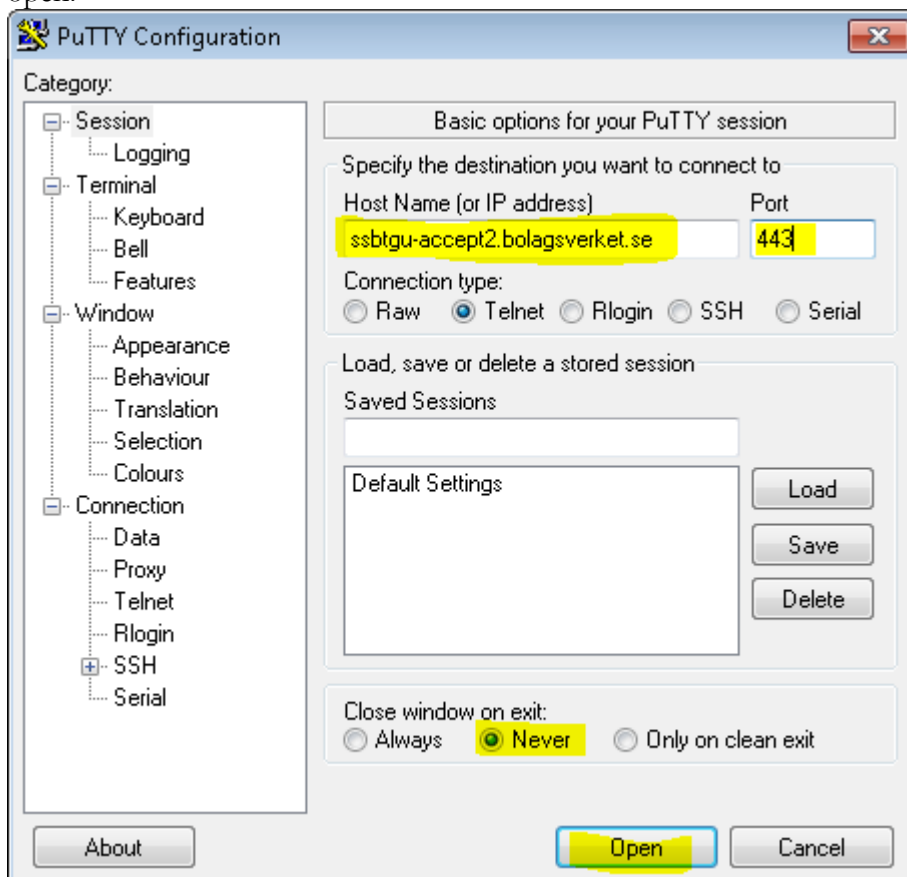 open.
PuTTY Configuration
Category:
Session
Logging
Terminal
Keyboard
Bell
Features
Window
Appearance
Behaviour
Translation
Selection
Colours
Connection
Data
Proxy
Telnet
Rlogin
SSH
Serial
Basic options for your PuTTY session
Specify the destination you want to connect to
Host Name (or IP address) Port
ssbtgu-accept2.bolagsverket.se 443
Connection type:
Raw Telnet Rlogin SSH Serial
Load, save or delete a stored session
Saved Sessions
Default Settings
Load
Save
Delete
Close window on exit:
Always Never Only on clean exit
About Open Cancel